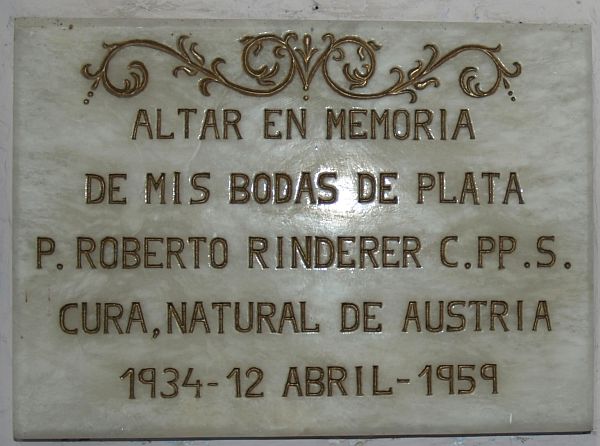 ALTAR EN MEMORIA
DE MIS BODAS DE PLATA
P. ROBERTO RINDERER C.PP.S.
CURA, NATURAL DE AUSTRIA
1934-12 ABRIL-1959